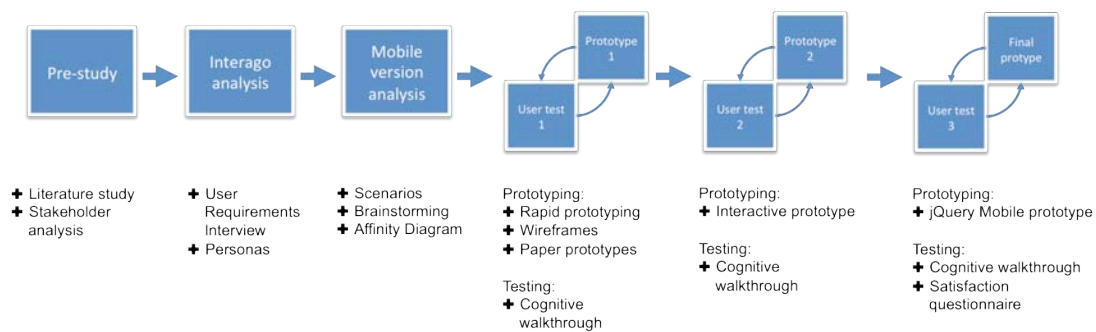 Pre-study
Interago
analysis
Mobile
version
analysis
Prototype
1
User test
1
Prototype
2
User test
2
Final
protype
User test
3
✚ Literature study
✚ Stakeholder
analysis
✚ User
Requirements
Interview
✚ Personas
✚ Scenarios
✚ Brainstorming
✚ Affinity Diagram
Prototyping:
✚ Rapid prototyping
✚ Wireframes
✚ Paper prototypes
Testing:
✚ Cognitive
walkthrough
Prototyping:
✚ Interactive prototype
Testing:
✚ Cognitive
walkthrough
Prototyping:
✚ jQuery Mobile prototype
Testing:
✚ Cognitive walkthrough
✚ Satisfaction
questionnaire